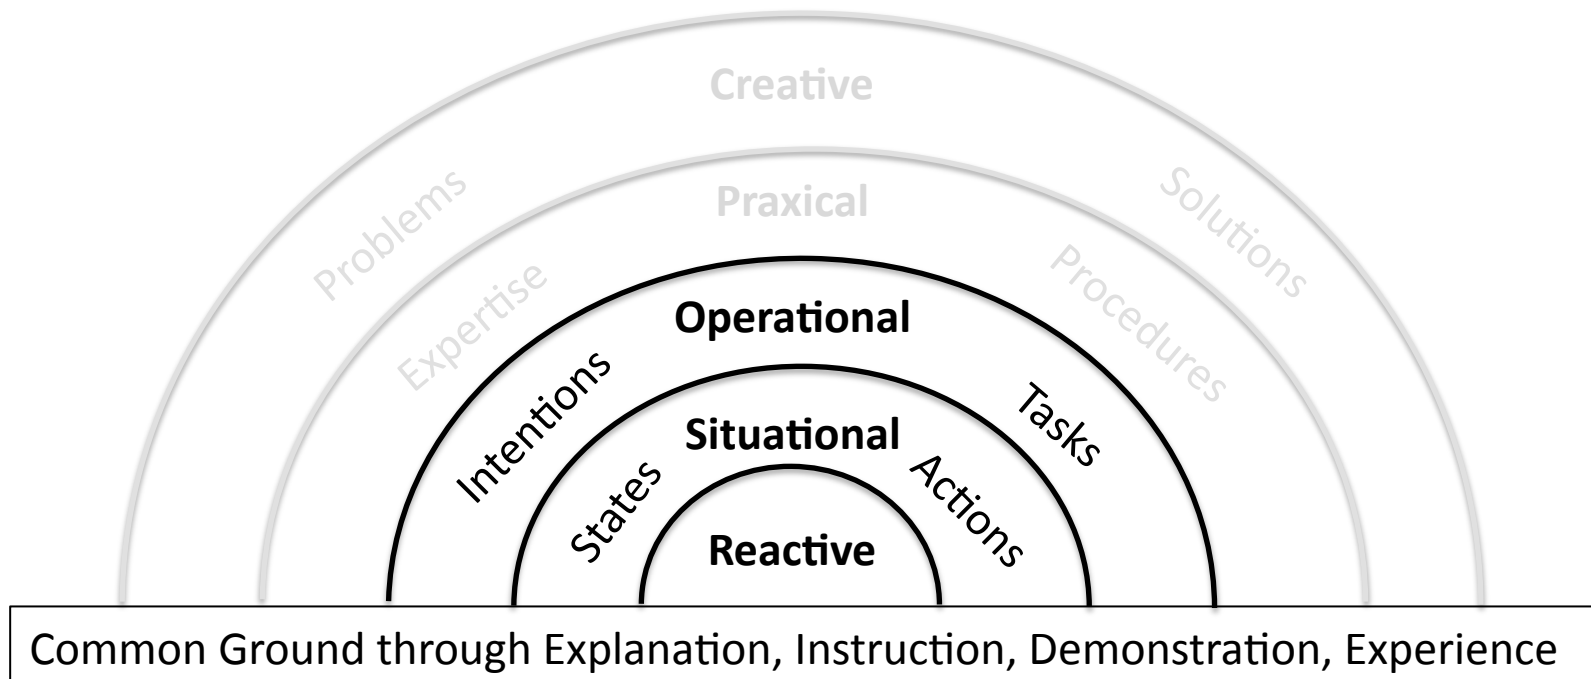 Creative
Problems
Solutions
Praxical
Expertise
Procedures
Operational
Intentions
Tasks
Situational
States
Actions
Reactive
Common Ground through Explanation, Instruction, Demonstration, Experience